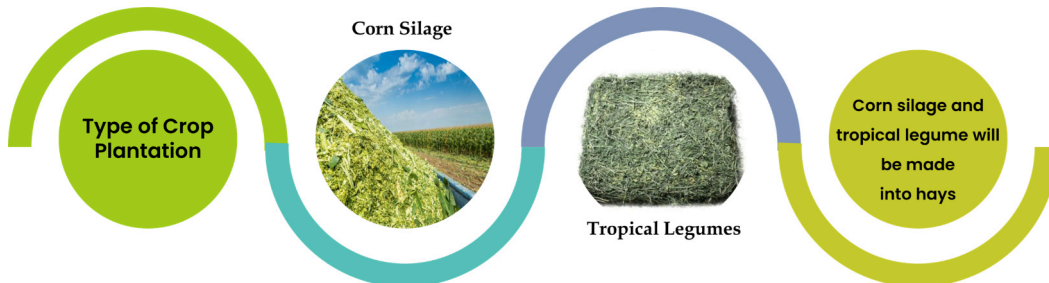 Type of Crop
Plantation
Corn Silage
Tropical Legumes
Corn silage and
tropical legume will
be made
into hays